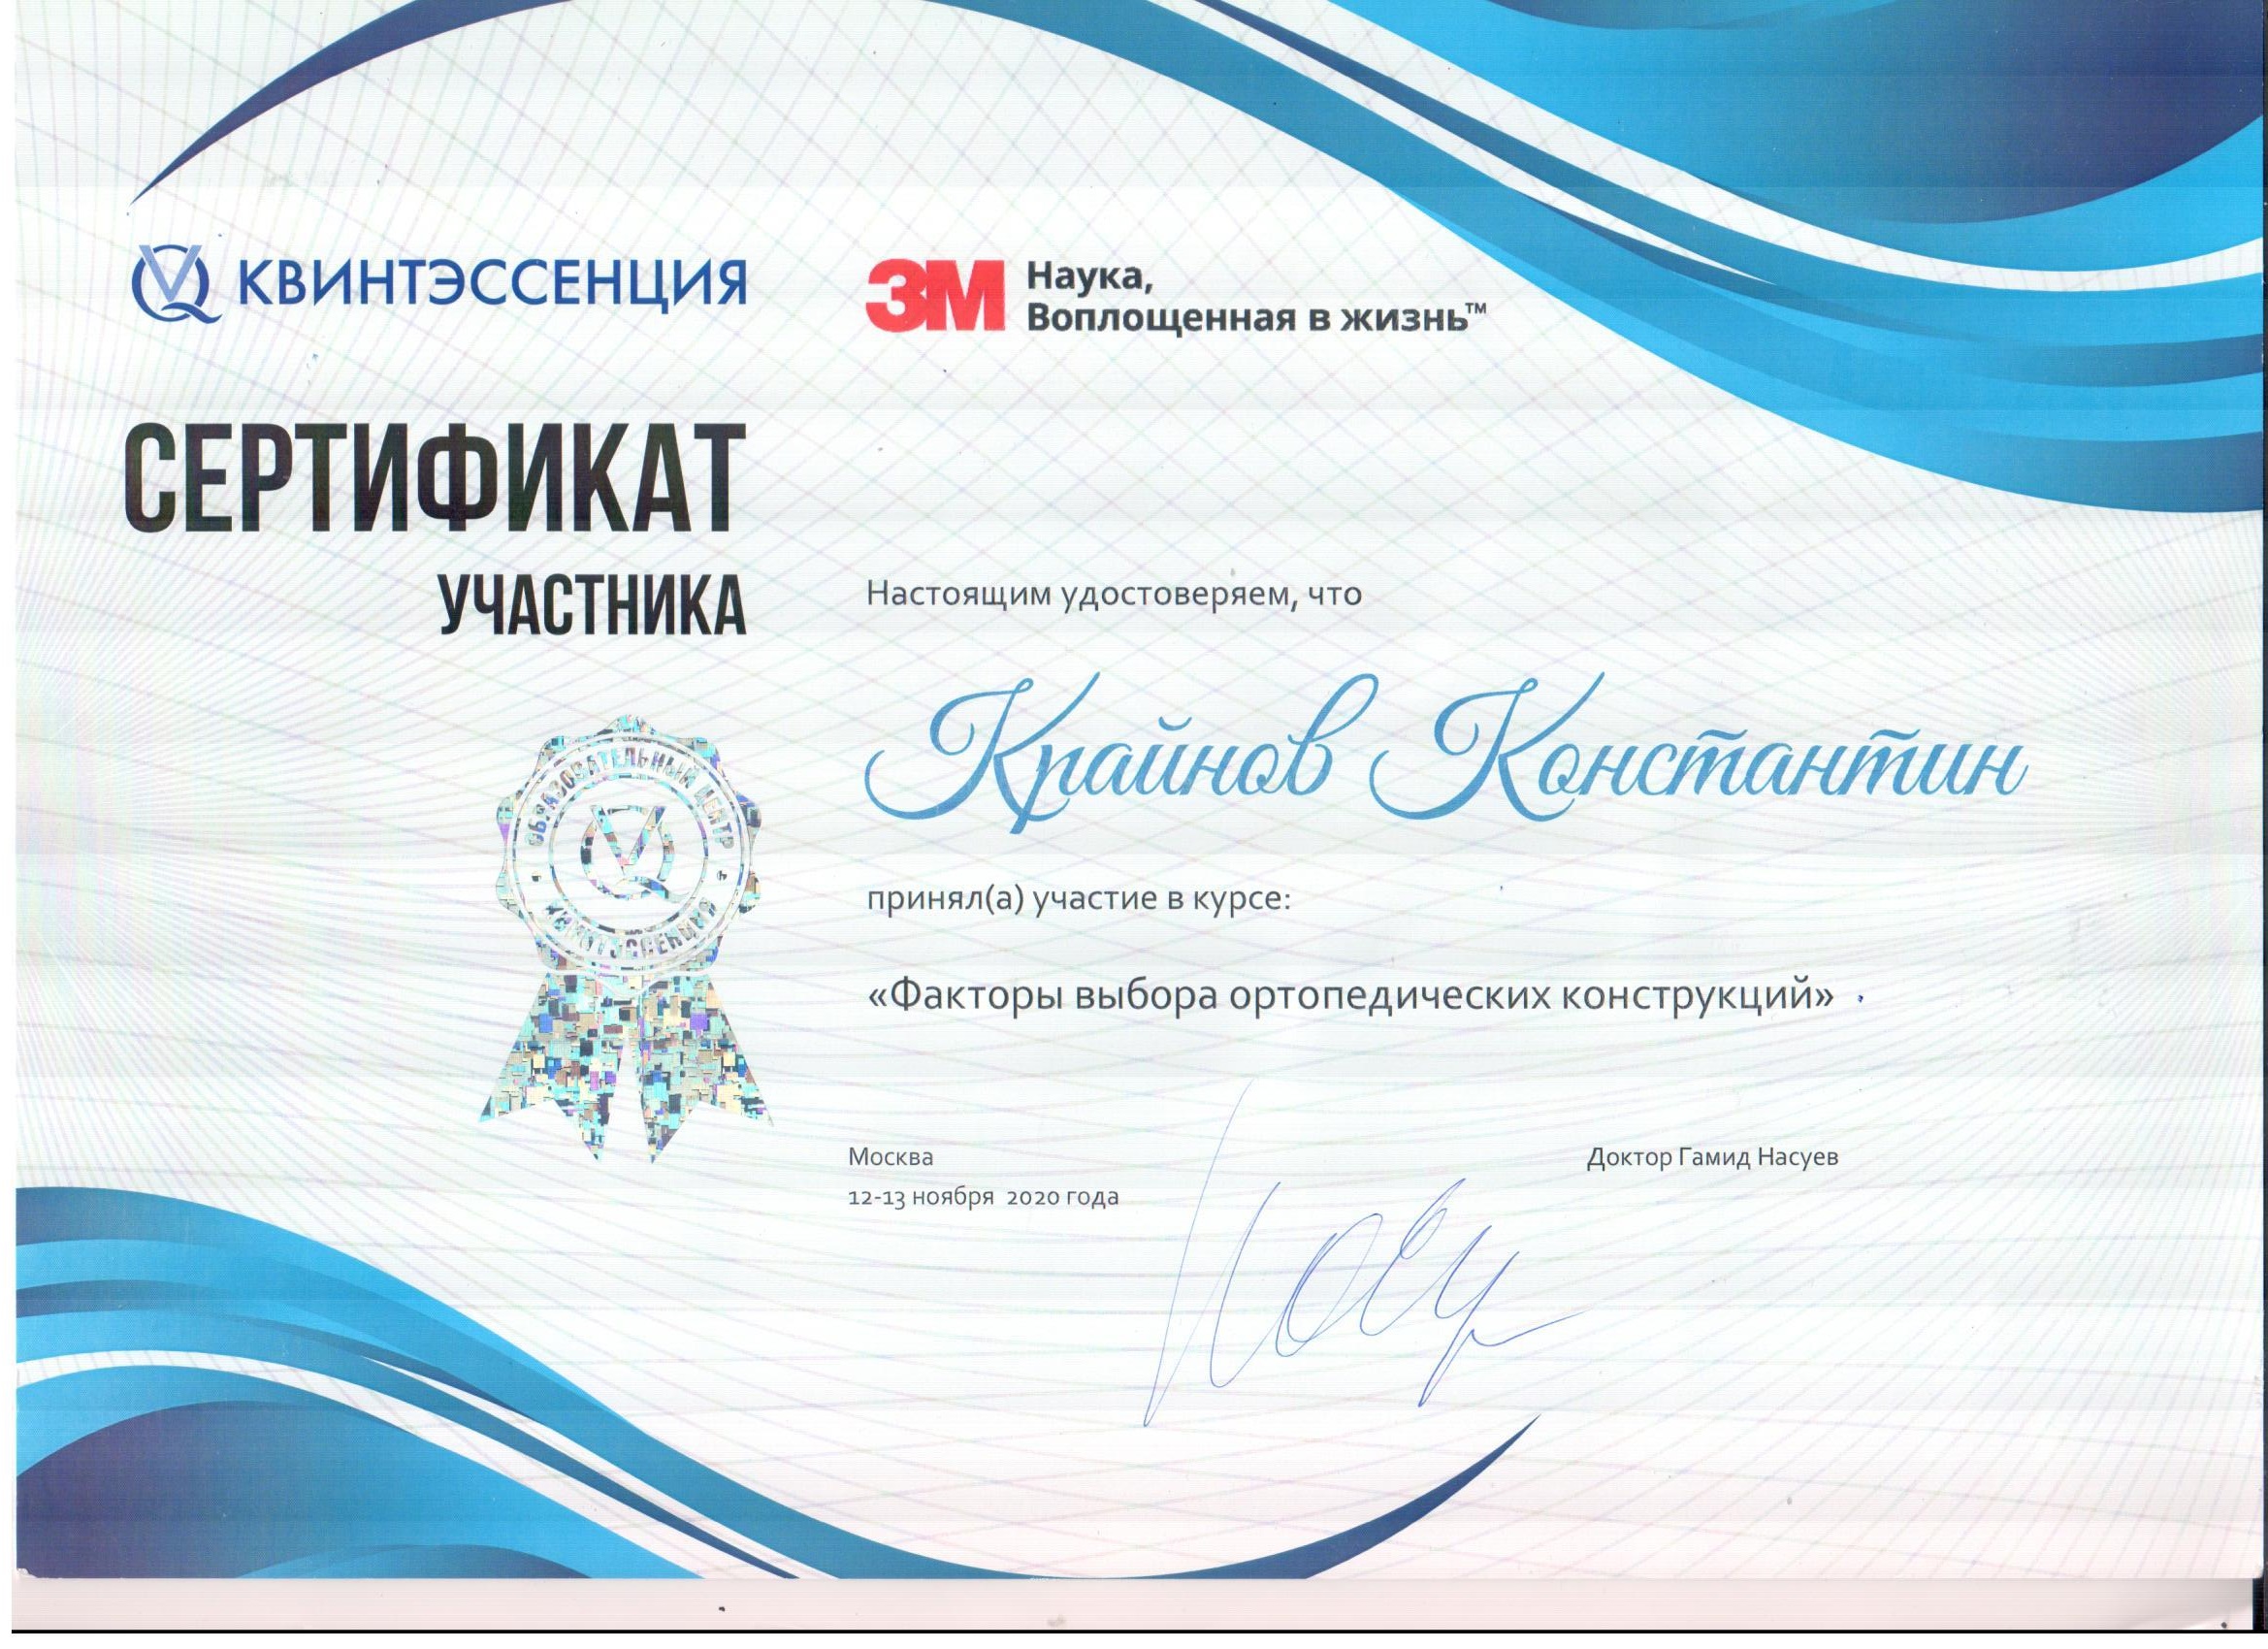 КВИНТЭССЕНЦИЯ
3М Наука,
Воплощенная в жизнь™
СЕРТИФИКАТ
УЧАСТНИКА
Настоящим удостоверяем, что
Крайнов Константин
ОБРАЗОВАТЕЛЬНЫЙ ЦЕНТР
КВИНТЭССЕНЦИЯ
принял(а) участие в курсе:
«Факторы выбора ортопедических конструкций»
Москва
Доктор Гамид Насуев
12-13 ноября 2020 года